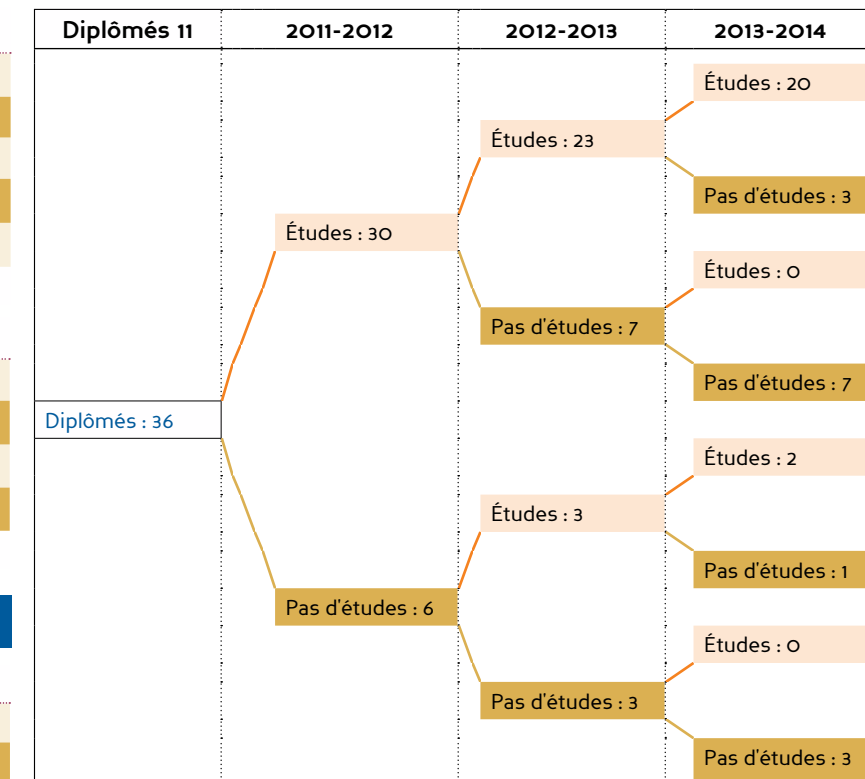 Diplômés 11 2011-2012 2012-2013 2013-2014
Études : 20
Études : 23
Pas d'études : 3
Études : 30
Études : 0
Pas d'études : 7
Pas d'études : 7
Diplômés : 36
Études : 2
Études : 3
Pas d'études : 1
Pas d'études : 6
Études : 0
Pas d'études : 3
Pas d'études : 3